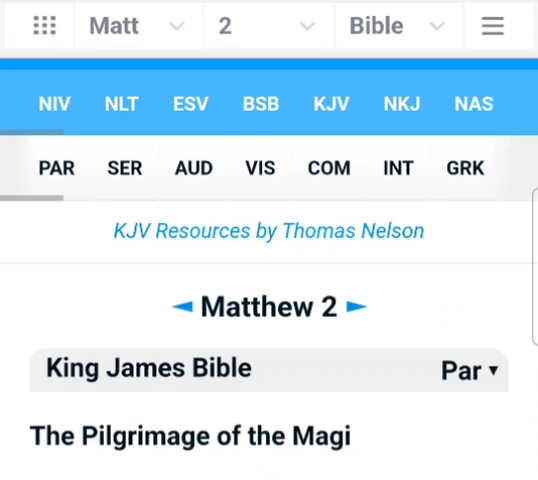 Matt 2 Bible
NIV NLT ESV BSB KJV NKJ NAS
PAR SER AUD VIS COM INT GRK
KJV Resources by Thomas Nelson
◄ Matthew 2 ►
King James Bible Par ▾
The Pilgrimage of the Magi